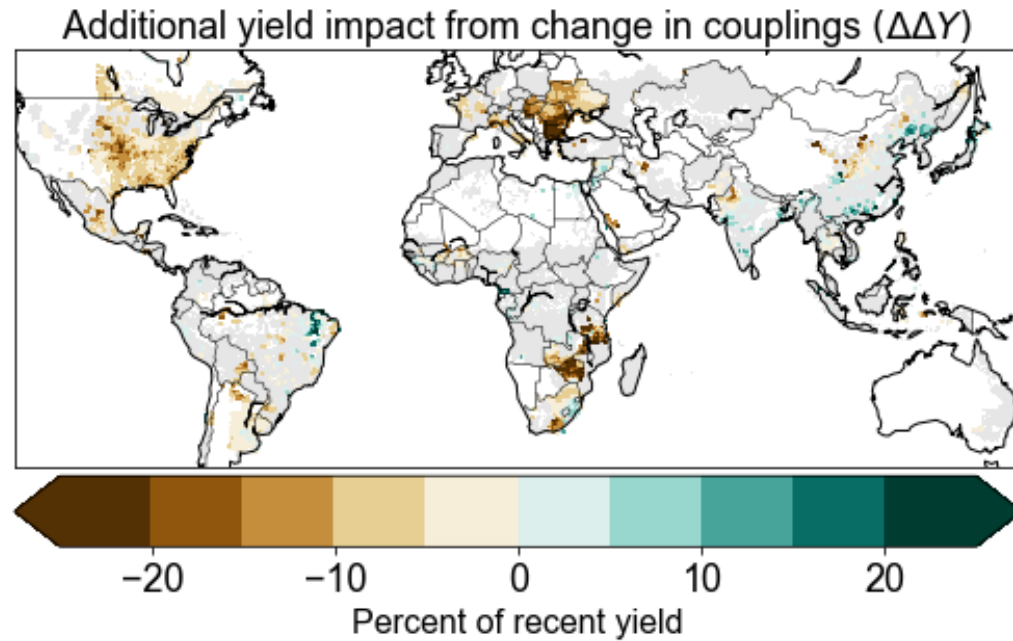 Additional yield impact from change in couplings (ΔΔY)
−20 −10 0 10 20
Percent of recent yield